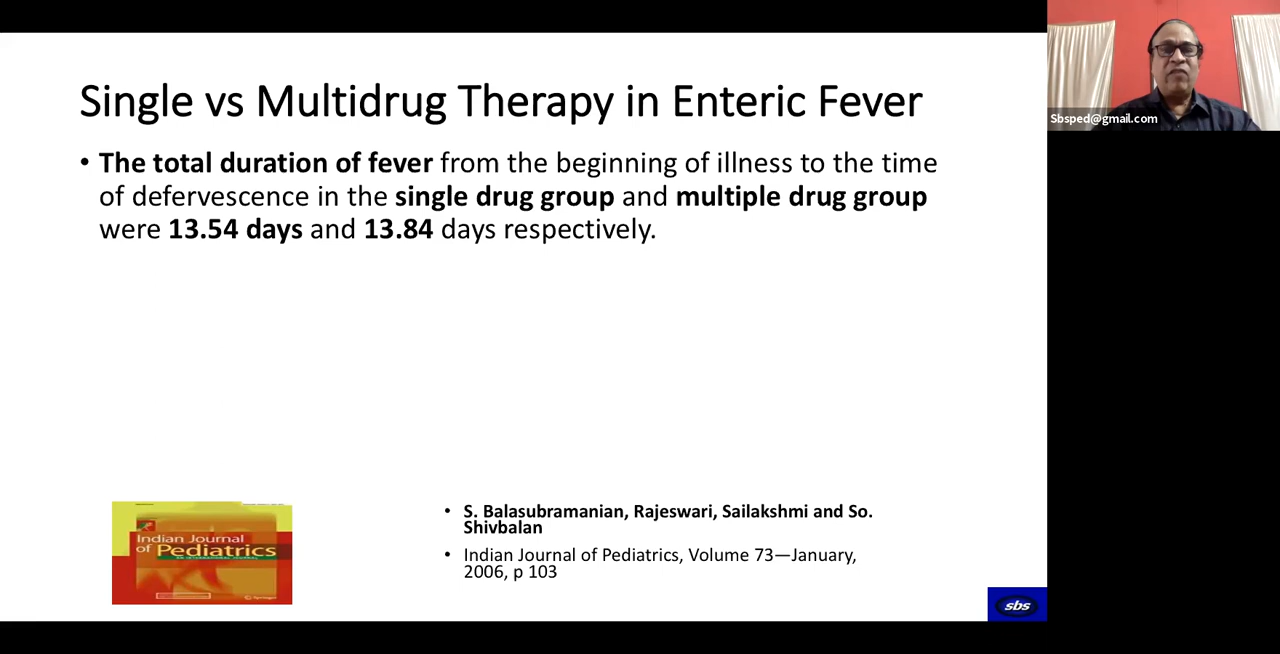 Single vs Multidrug Therapy in Enteric Fever
• The total duration of fever from the beginning of illness to the time
of defervescence in the single drug group and multiple drug group
were 13.54 days and 13.84 days respectively.
Sbsped@gmail.com
Indian Journal
of Pediatrics
• S. Balasubramanian, Rajeswari, Sailakshmi and So.
Shivbalan
• Indian Journal of Pediatrics, Volume 73—January,
2006, p 103
sbs